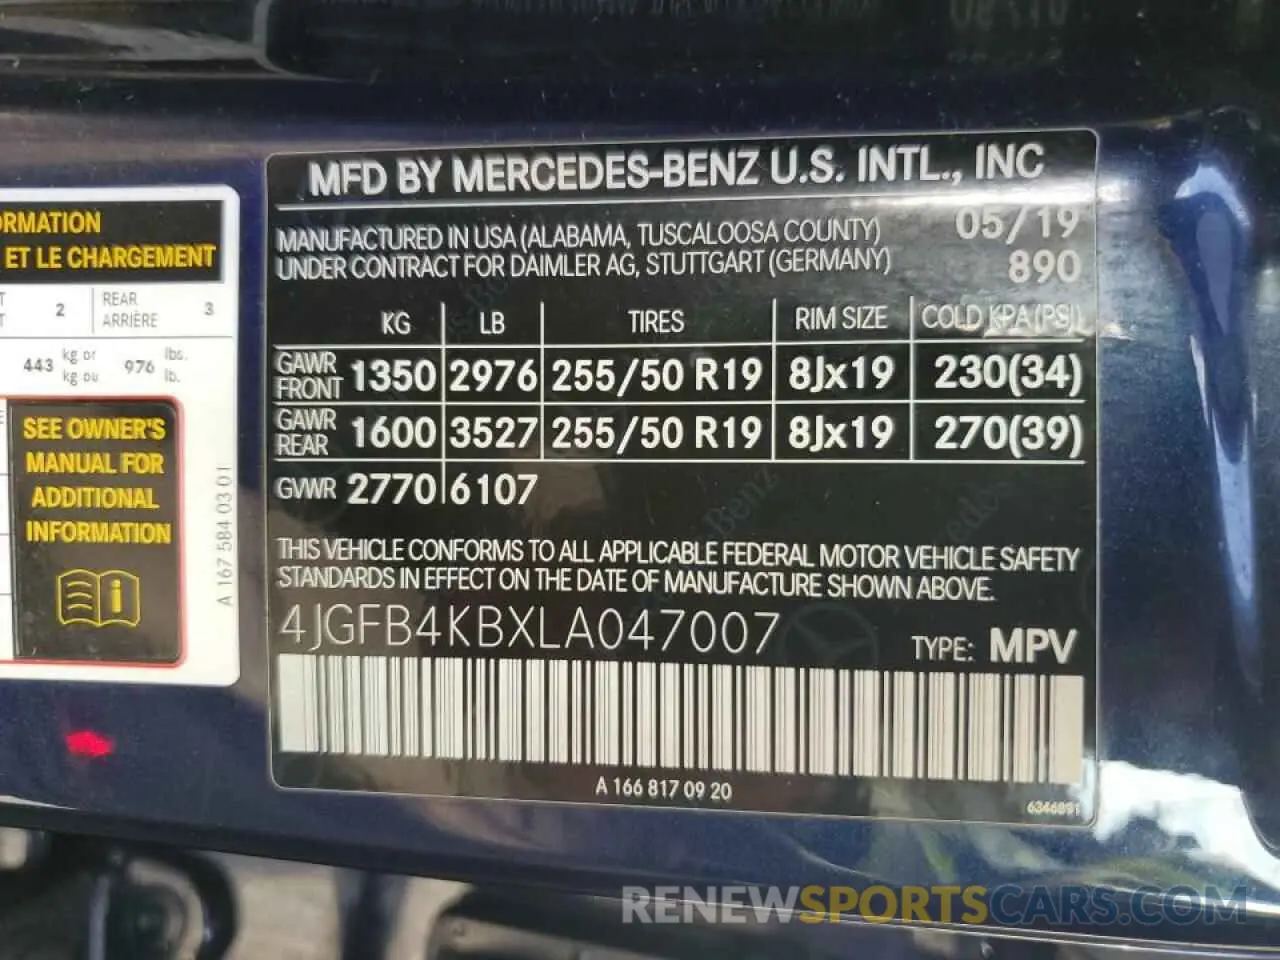 MFD BY MERCEDES-BENZ U.S. INTL., INC
MANUFACTURED IN USA (ALABAMA, TUSCALOOSA COUNTY) 05/19
UNDER CONTRACT FOR DAIMLER AG, STUTTGART (GERMANY) 890
KG LB TIRES RIM SIZE COLD KPA (PSI)
GAWR FRONT 1350 2976 255/50 R19 8Jx19 230(34)
GAWR REAR 1600 3527 255/50 R19 8Jx19 270(39)
GVWR 2770 6107
THIS VEHICLE CONFORMS TO ALL APPLICABLE FEDERAL MOTOR VEHICLE SAFETY
STANDARDS IN EFFECT ON THE DATE OF MANUFACTURE SHOWN ABOVE.
4JGFB4KBXLA047007 TYPE: MPV
A 166 817 09 20
6346891
ORMATION
ET LE CHARGEMENT
2 REAR 3
ARRIÈRE
443 kg or 976 lbs.
kg ou lb.
SEE OWNER'S
MANUAL FOR
ADDITIONAL
INFORMATION
A 167 584 03 01
RENEWSPORTSCARS.COM